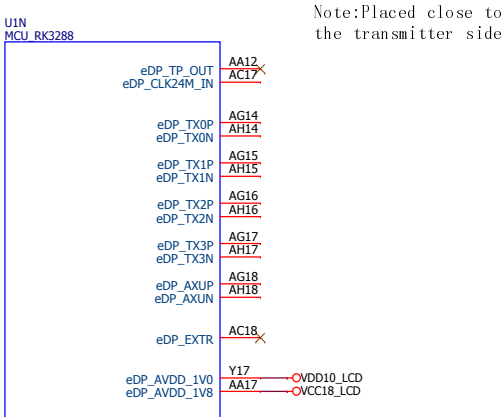 Note:Placed close to
the transmitter side
U1N
MCU_RK3288
eDP_TP_OUT AA12
eDP_CLK24M_IN AC17
eDP_TX0P AG14
eDP_TX0N AH14
eDP_TX1P AG15
eDP_TX1N AH15
eDP_TX2P AG16
eDP_TX2N AH16
eDP_TX3P AG17
eDP_TX3N AH17
eDP_AXUP AG18
eDP_AXUN AH18
eDP_EXTR AC18
eDP_AVDD_1V0 Y17 VDD10_LCD
eDP_AVDD_1V8 AA17 VCC18_LCD